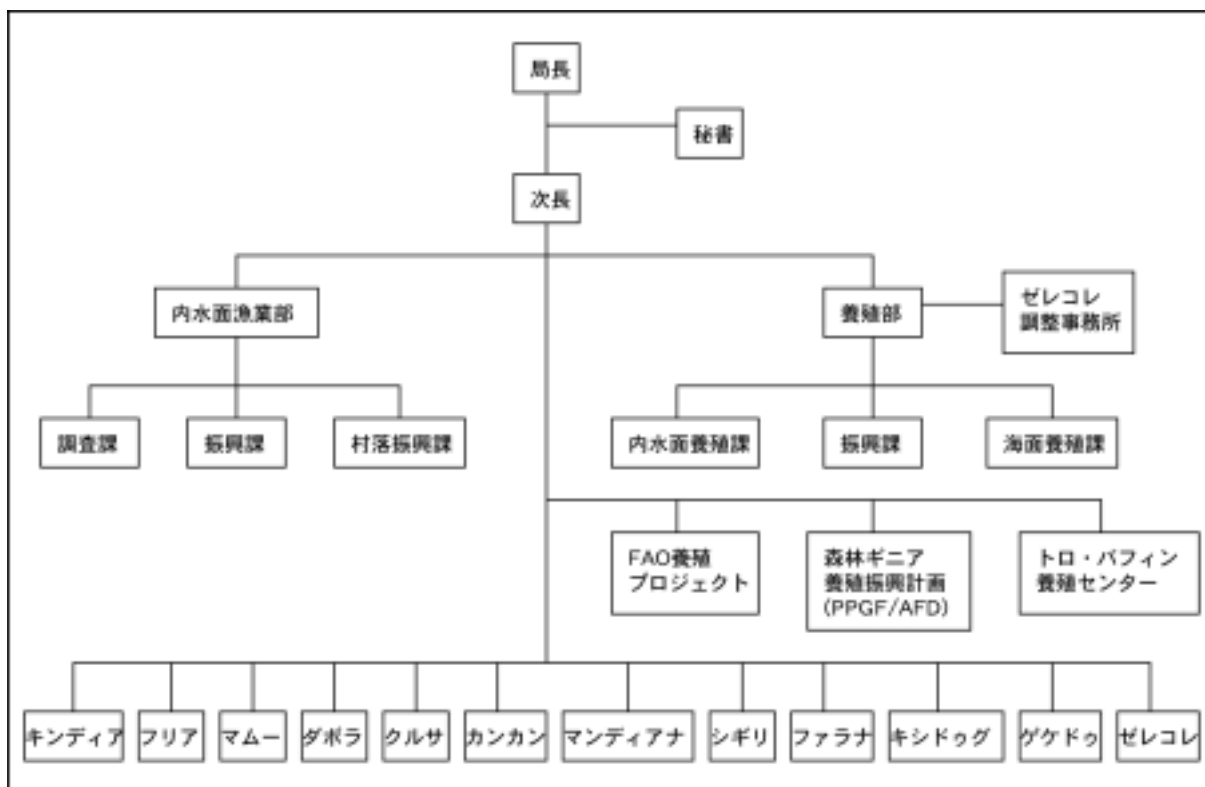 局長
秘書
次長
内水面漁業部
養殖部
ゼレコレ
調整事務所
調査課
振興課
村落振興課
内水面養殖課
振興課
海面養殖課
FAO養殖
プロジェクト
森林ギニア
養殖振興計画
(PPGF/AFD)
トロ・バフィン
養殖センター
キンディア
フリア
マムー
ダボラ
クルサ
カンカン
マンディアナ
シギリ
ファラナ
キシドゥグ
ゲケドゥ
ゼレコレ